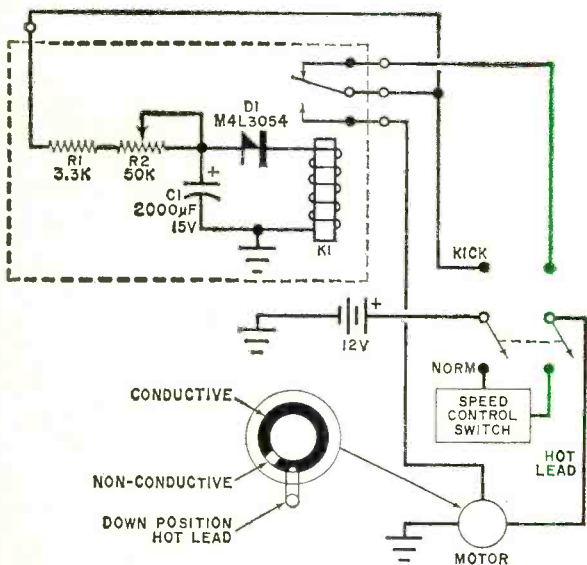 D1
M4L3054
R1
3.3K
R2
50K
+
C1
2000µF
15V
K1
KICK
+
12V
NORM
SPEED
CONTROL
SWITCH
HOT
LEAD
CONDUCTIVE
NON-CONDUCTIVE
DOWN POSITION
HOT LEAD
MOTOR